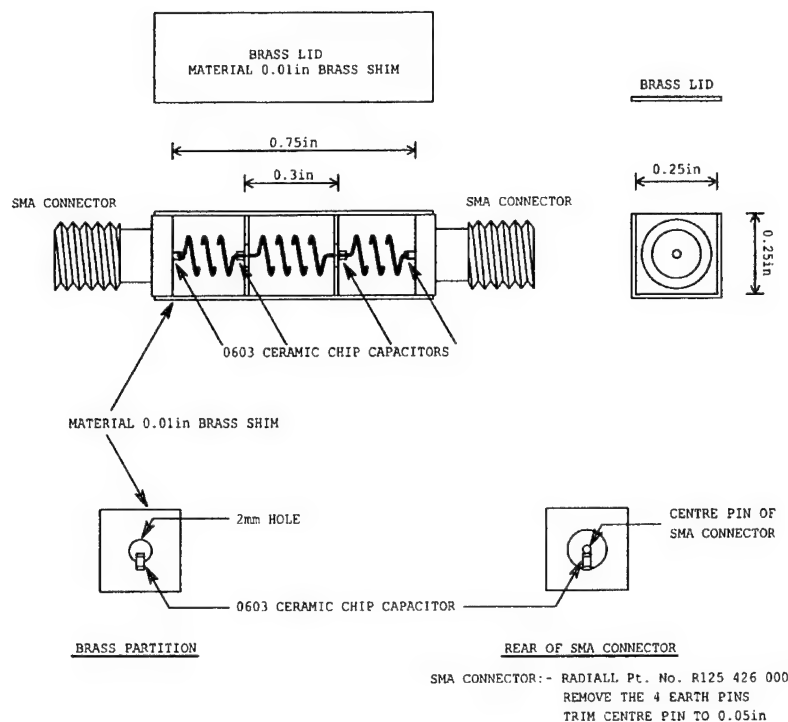 BRASS LID
MATERIAL 0.01in BRASS SHIM
BRASS LID
0.75in
0.3in
0.25in
SMA CONNECTOR
SMA CONNECTOR
0.25in
0603 CERAMIC CHIP CAPACITORS
MATERIAL 0.01in BRASS SHIM
2mm HOLE
CENTRE PIN OF
SMA CONNECTOR
0603 CERAMIC CHIP CAPACITOR
BRASS PARTITION
REAR OF SMA CONNECTOR
SMA CONNECTOR:- RADIALL Pt. No. R125 426 000
REMOVE THE 4 EARTH PINS
TRIM CENTRE PIN TO 0.05in